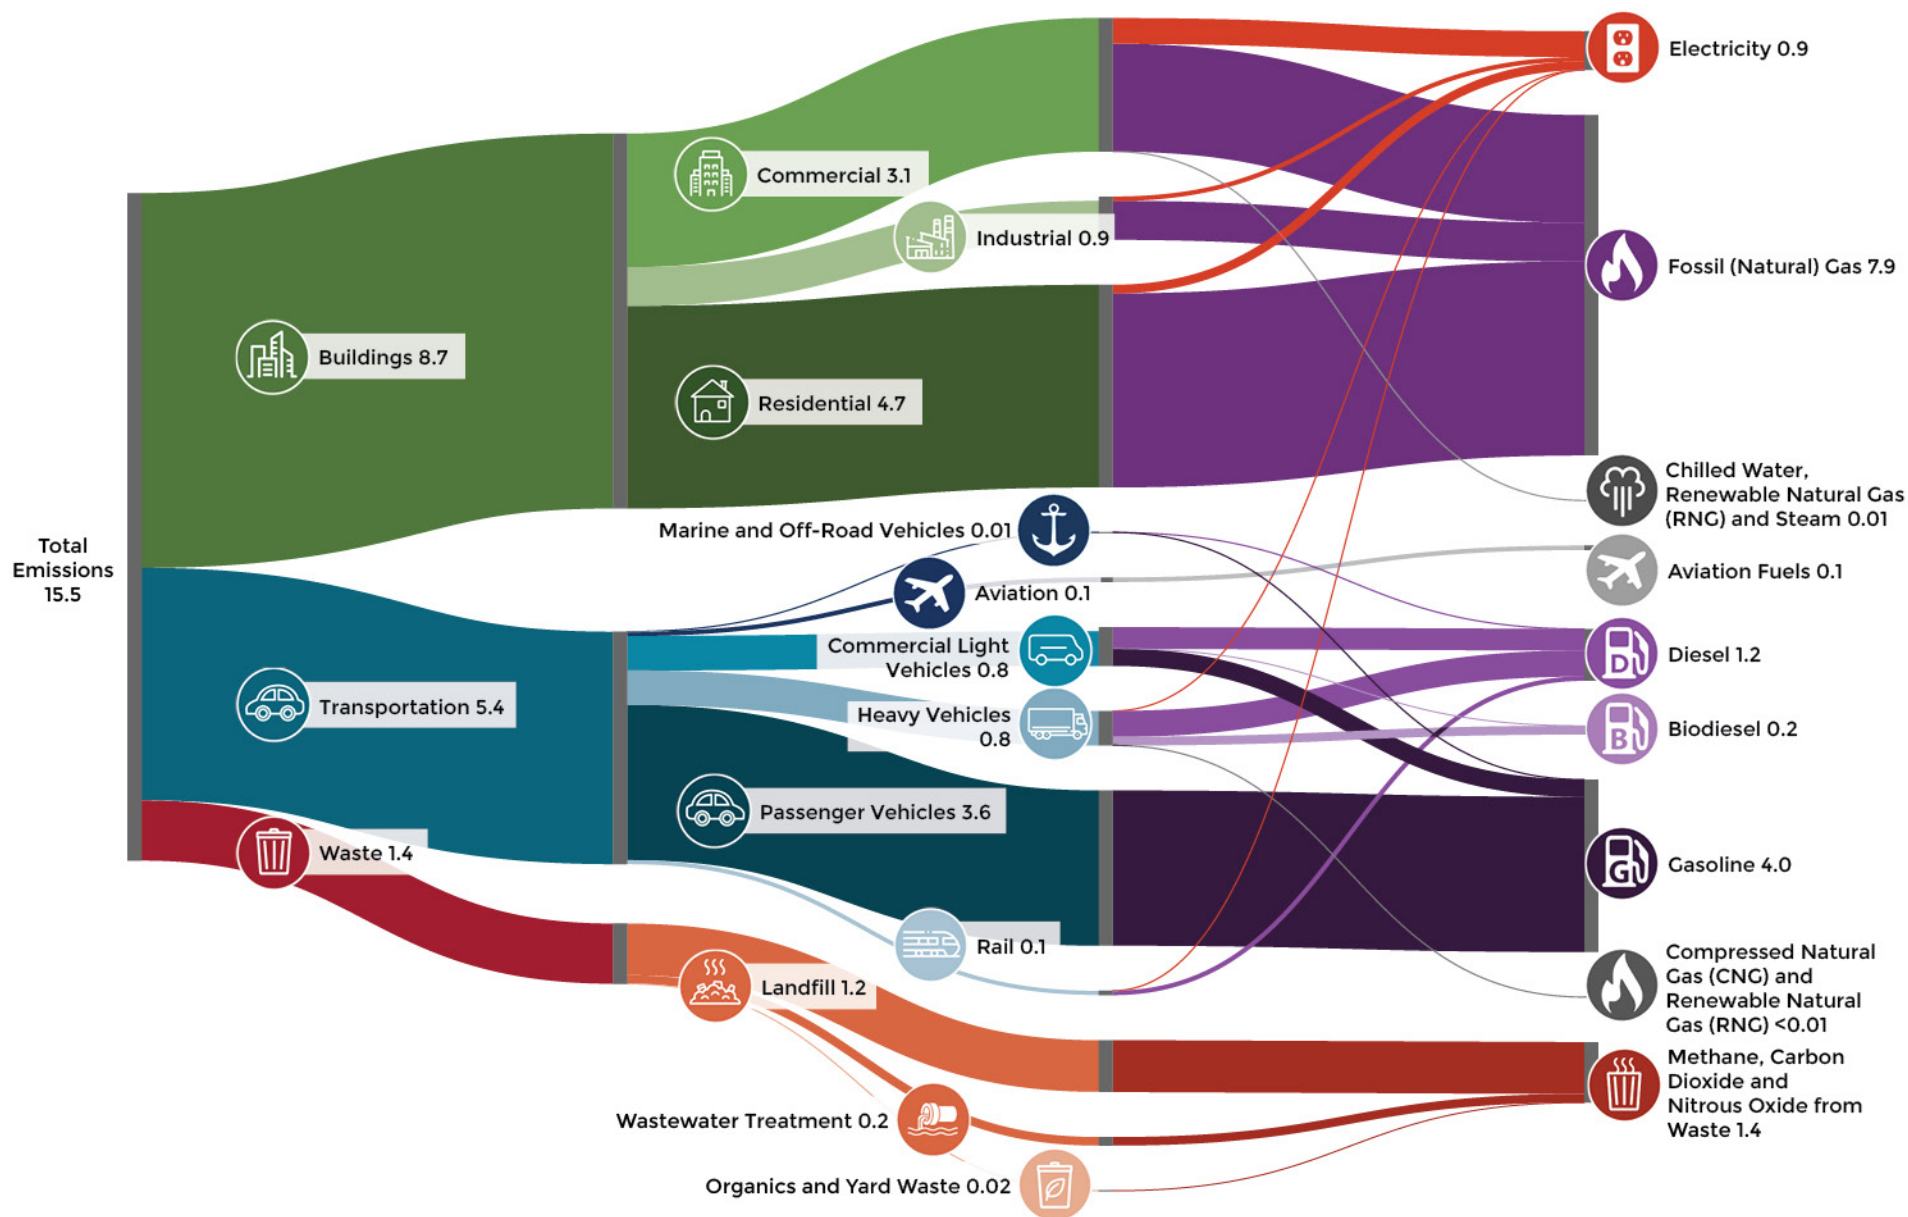 Total
Emissions
15.5
Buildings 8.7
Transportation 5.4
Waste 1.4
Commercial 3.1
Industrial 0.9
Residential 4.7
Marine and Off-Road Vehicles 0.01
Aviation 0.1
Commercial Light
Vehicles 0.8
Heavy Vehicles
0.8
Passenger Vehicles 3.6
Rail 0.1
Landfill 1.2
Wastewater Treatment 0.2
Organics and Yard Waste 0.02
Electricity 0.9
Fossil (Natural) Gas 7.9
Chilled Water,
Renewable Natural Gas
(RNG) and Steam 0.01
Aviation Fuels 0.1
D
Diesel 1.2
B
Biodiesel 0.2
G
Gasoline 4.0
Compressed Natural
Gas (CNG) and
Renewable Natural
Gas (RNG) <0.01
Methane, Carbon
Dioxide and
Nitrous Oxide from
Waste 1.4